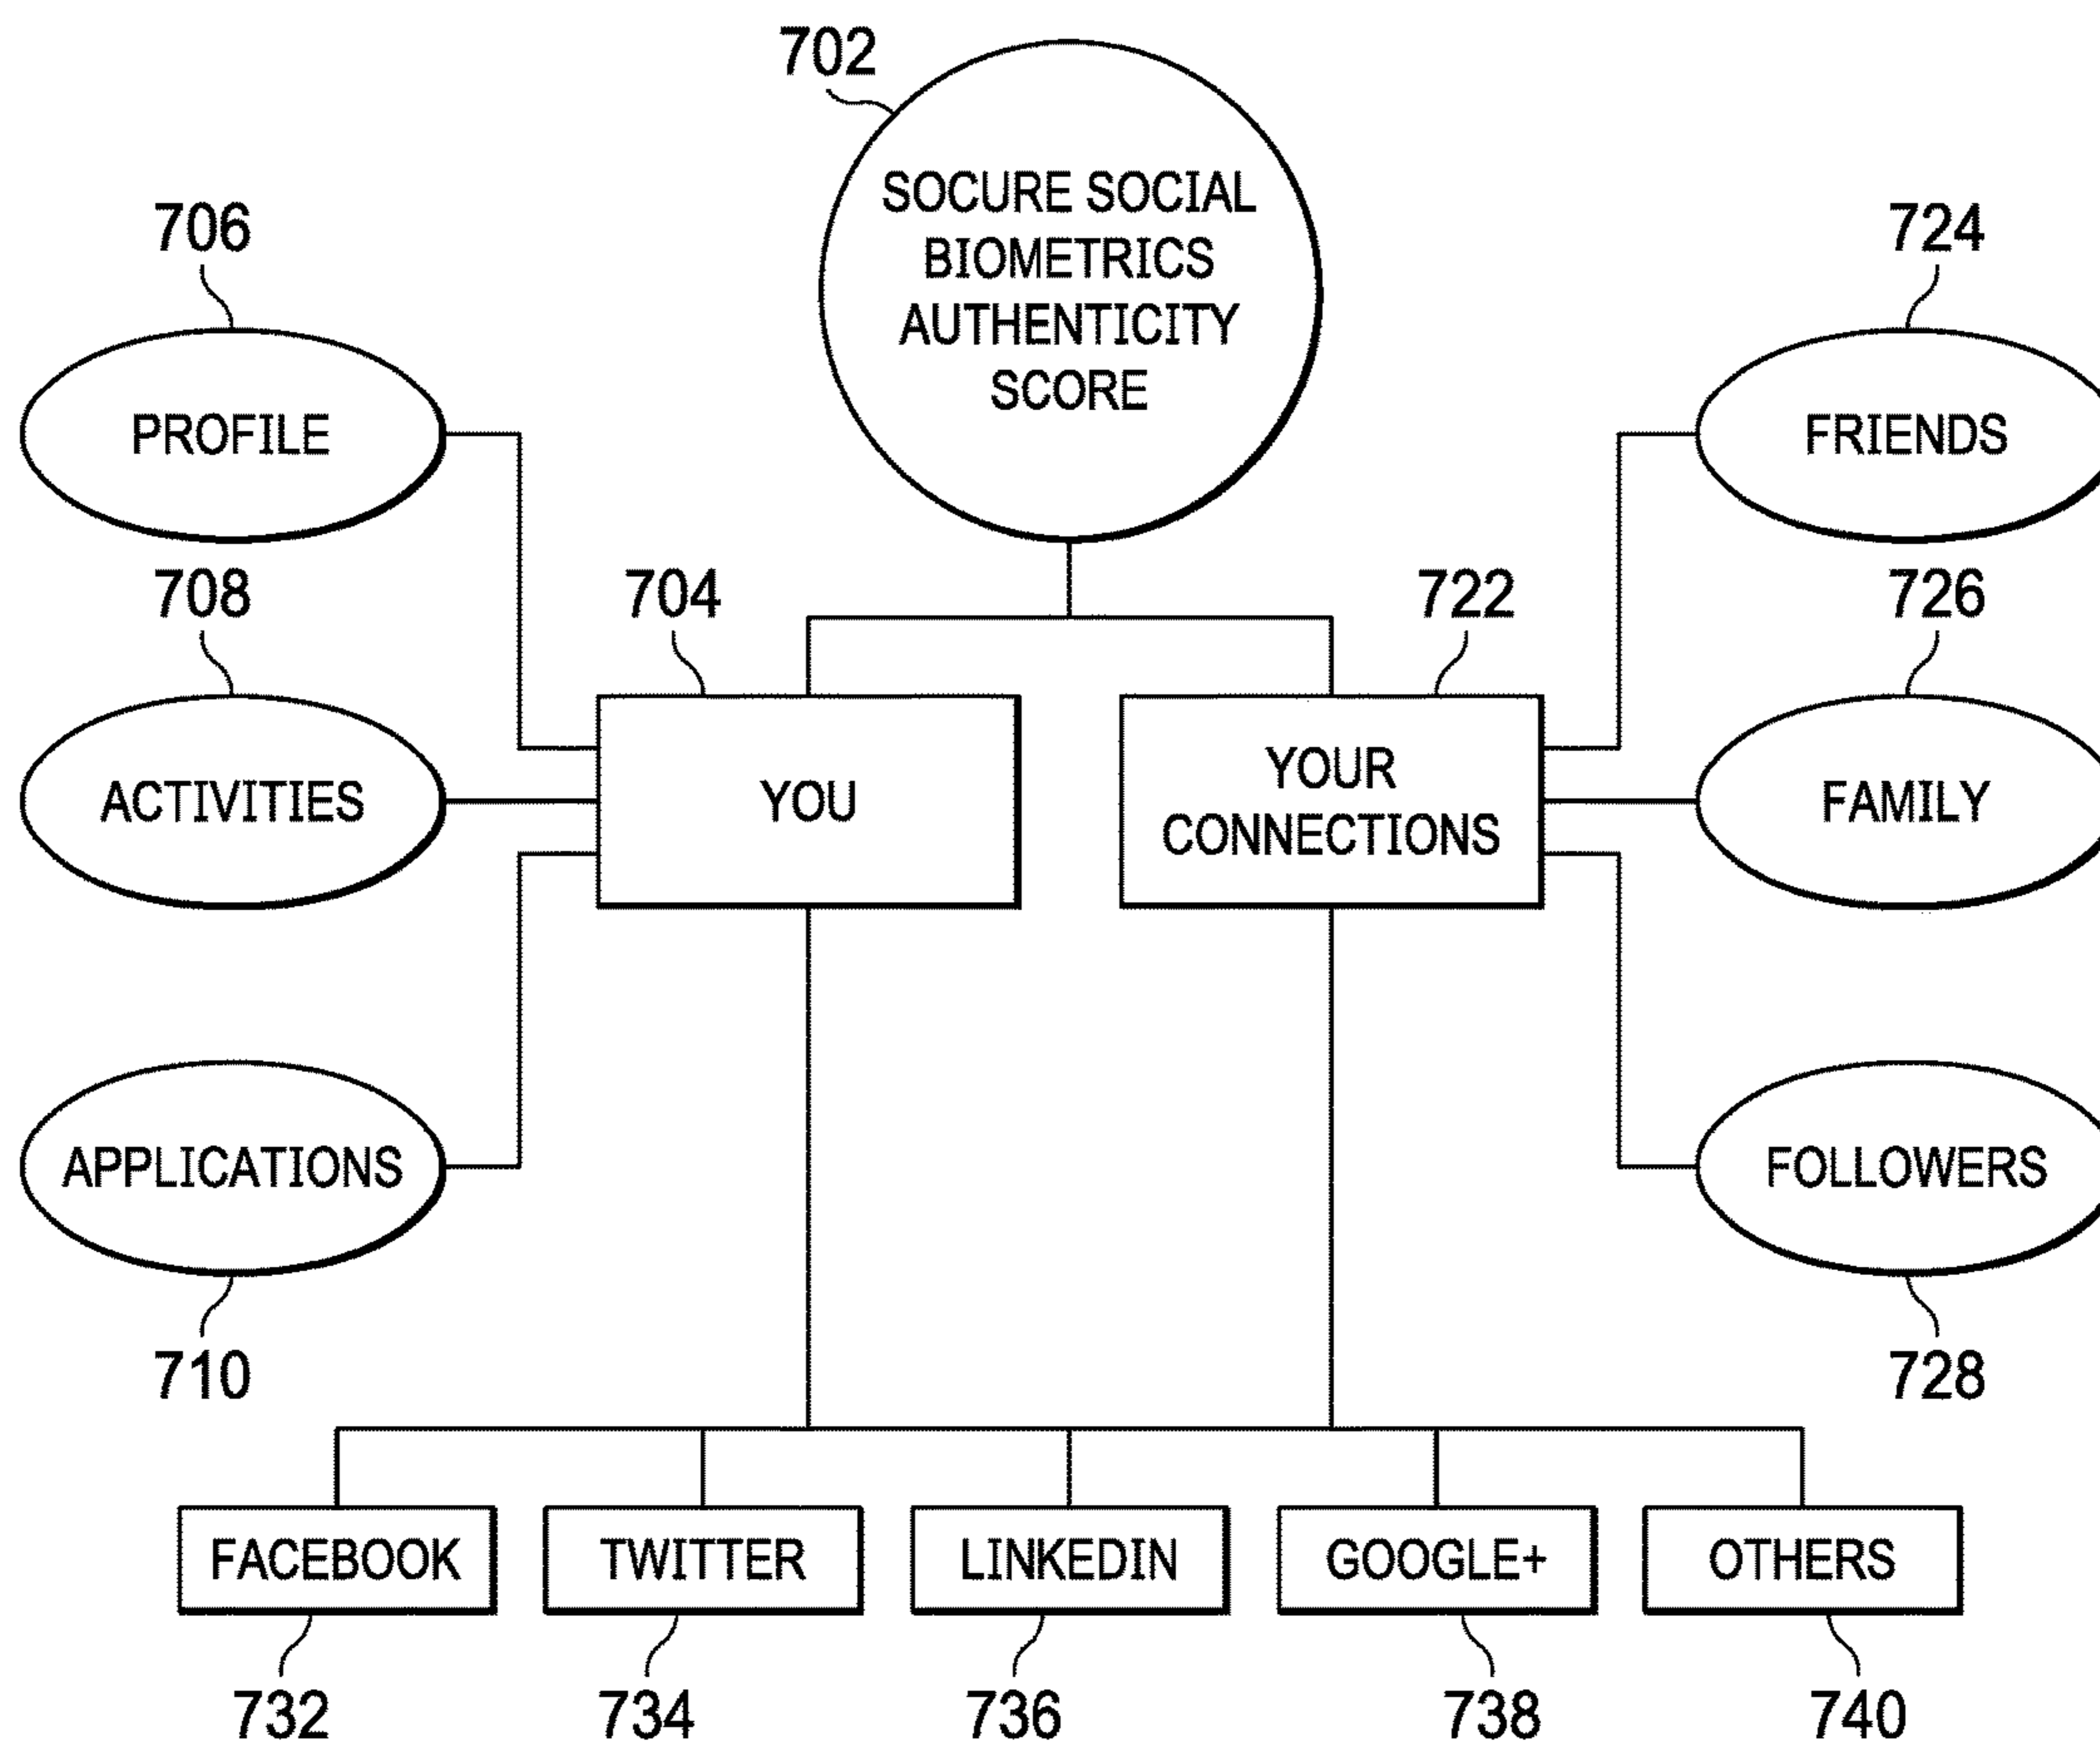 702
SOCURE SOCIAL
BIOMETRICS
AUTHENTICITY
SCORE
706
724
PROFILE
FRIENDS
708
704
722
726
ACTIVITIES
YOU
YOUR
CONNECTIONS
FAMILY
APPLICATIONS
FOLLOWERS
710
728
FACEBOOK
TWITTER
LINKEDIN
GOOGLE+
OTHERS
732
734
736
738
740